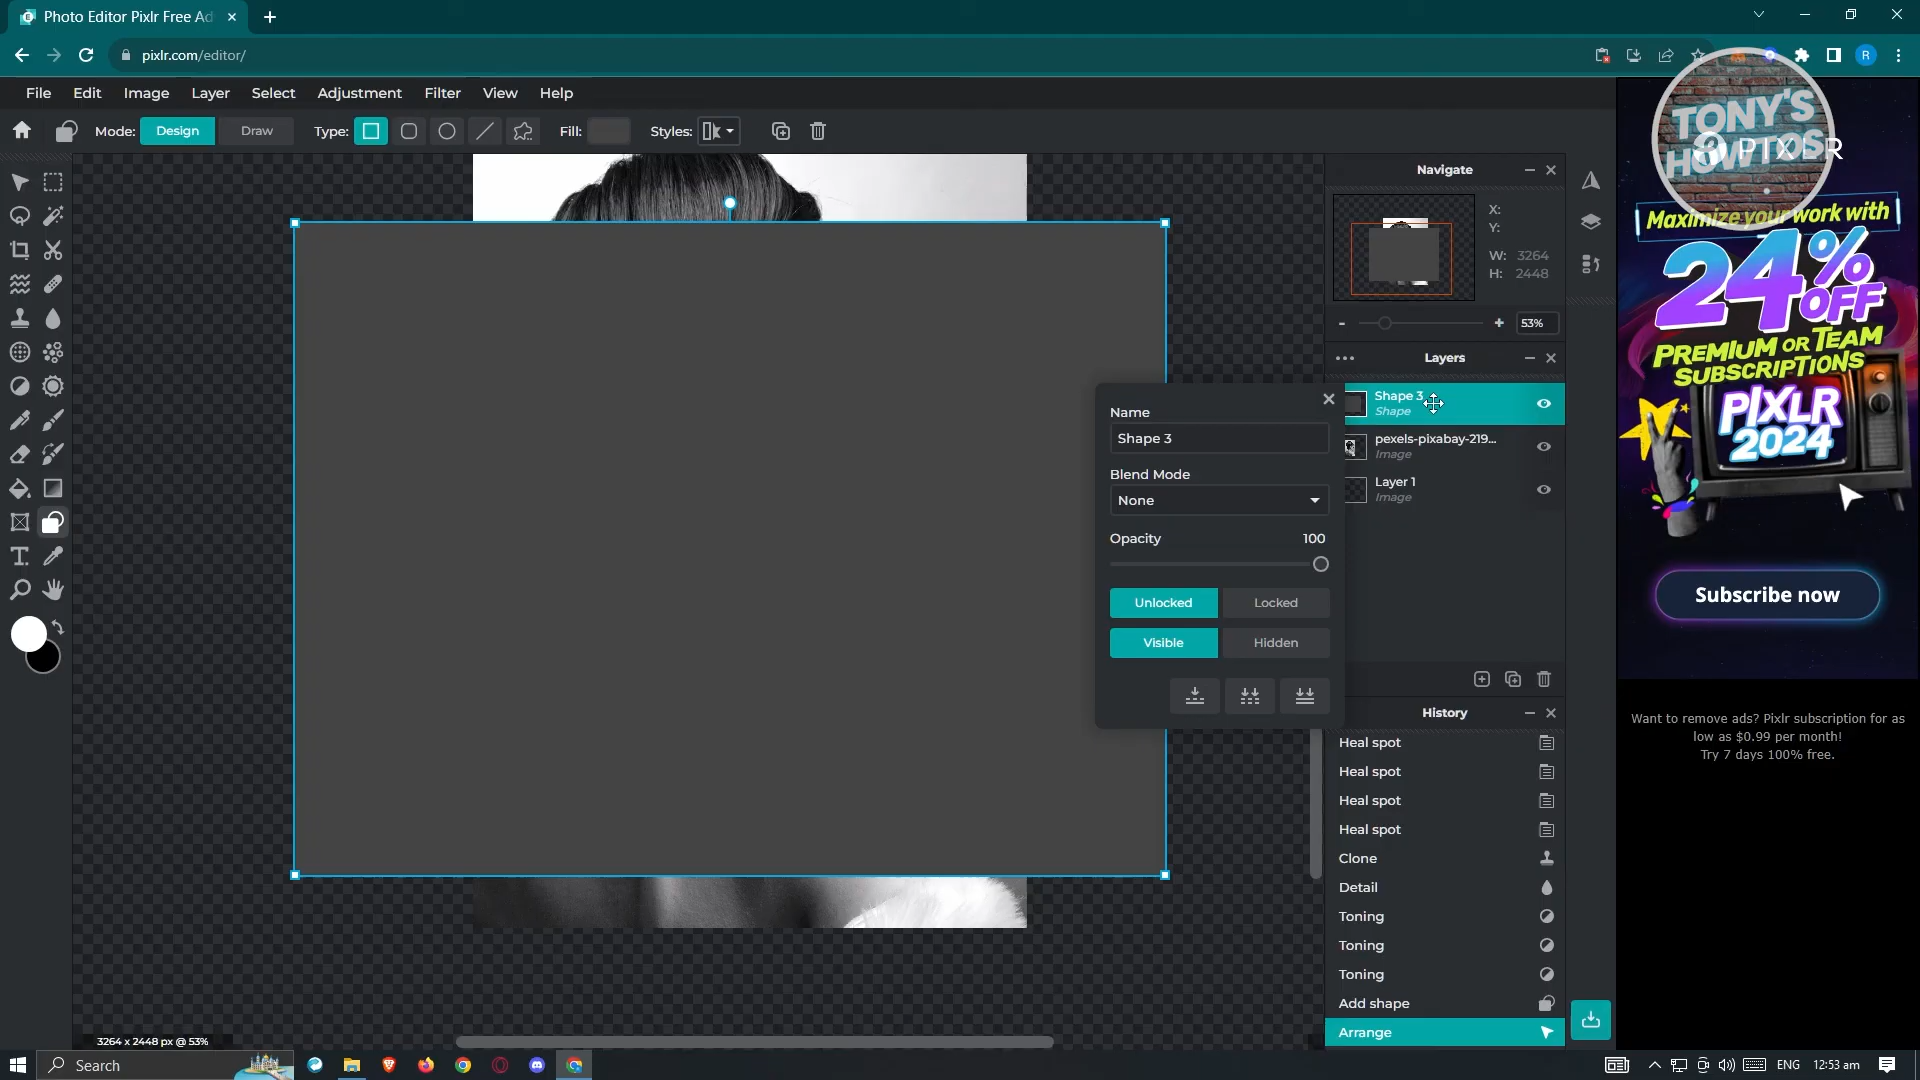 Photo Editor Pixlr Free Ad
pixlr.com/editor/
R
File Edit Image Layer Select Adjustment Filter View Help
Mode: Design Draw Type: Fill: Styles:
Navigate
X:
Y:
W: 3264
H: 2448
- + 53%
Layers
Shape 3
Shape
pexels-pixabay-219...
Image
Layer 1
Image
Name
Shape 3
Blend Mode
None
Opacity 100
Unlocked Locked
Visible Hidden
History
Heal spot
Heal spot
Heal spot
Heal spot
Clone
Detail
Toning
Toning
Toning
Add shape
Arrange
TONY'S
HOWTOS
PIXLR
Maximize your work with
24%
OFF
PREMIUM OR TEAM
SUBSCRIPTIONS
PIXLR
2024
Subscribe now
Want to remove ads? Pixlr subscription for as
low as $0.99 per month!
Try 7 days 100% free.
3264 x 2448 px @ 53%
Search
ENG 12:53 am